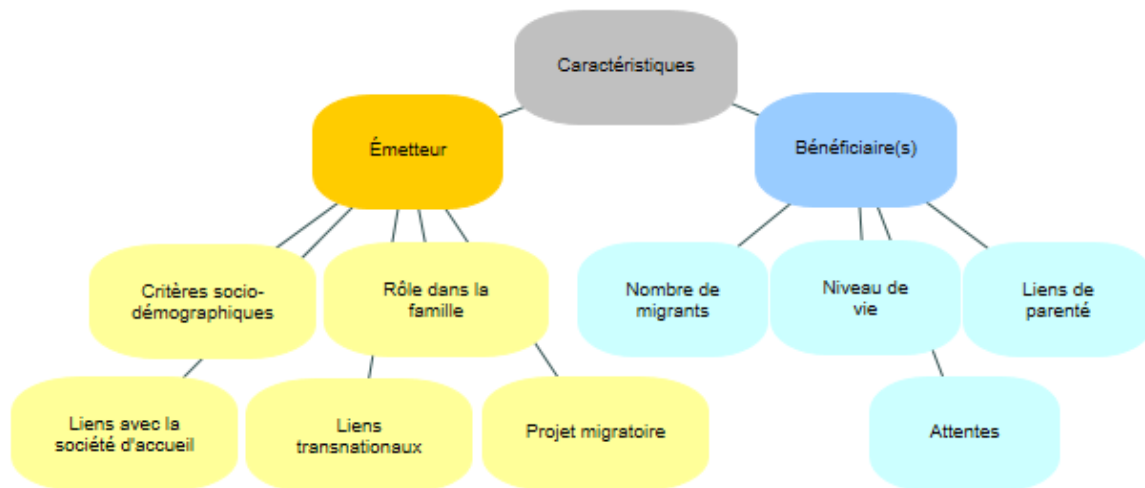 Caractéristiques
Émetteur
Bénéficiaire(s)
Critères socio-
démographiques
Rôle dans la
famille
Nombre de
migrants
Niveau de
vie
Liens de
parenté
Liens avec la
société d'accueil
Liens
transnationaux
Projet migratoire
Attentes